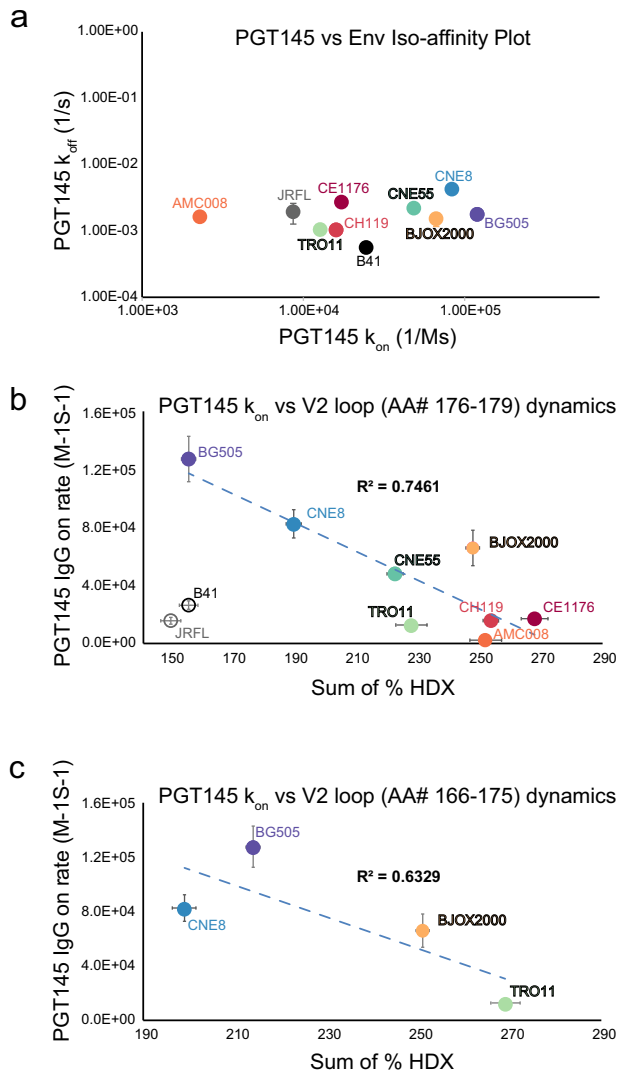 a
PGT145 vs Env Iso-affinity Plot
PGT145 koff (1/s)
1.00E+00
1.00E-01
1.00E-02
1.00E-03
1.00E-04
AMC008
JRFL
CE1176
CNE55
CNE8
TRO11
CH119
B41
BJOX2000
BG505
1.00E+03
1.00E+04
1.00E+05
PGT145 kon (1/Ms)
b
PGT145 kon vs V2 loop (AA# 176-179) dynamics
PGT145 IgG on rate (M-1S-1)
1.6E+05
1.2E+05
8.0E+04
4.0E+04
0.0E+00
BG505
R² = 0.7461
CNE8
BJOX2000
CNE55
B41
JRFL
TRO11
CH119
CE1176
AMC008
150
170
190
210
230
250
270
290
Sum of % HDX
c
PGT145 kon vs V2 loop (AA# 166-175) dynamics
PGT145 IgG on rate (M-1S-1)
1.6E+05
1.2E+05
8.0E+04
4.0E+04
0.0E+00
BG505
R² = 0.6329
CNE8
BJOX2000
TRO11
190
210
230
250
270
290
Sum of % HDX